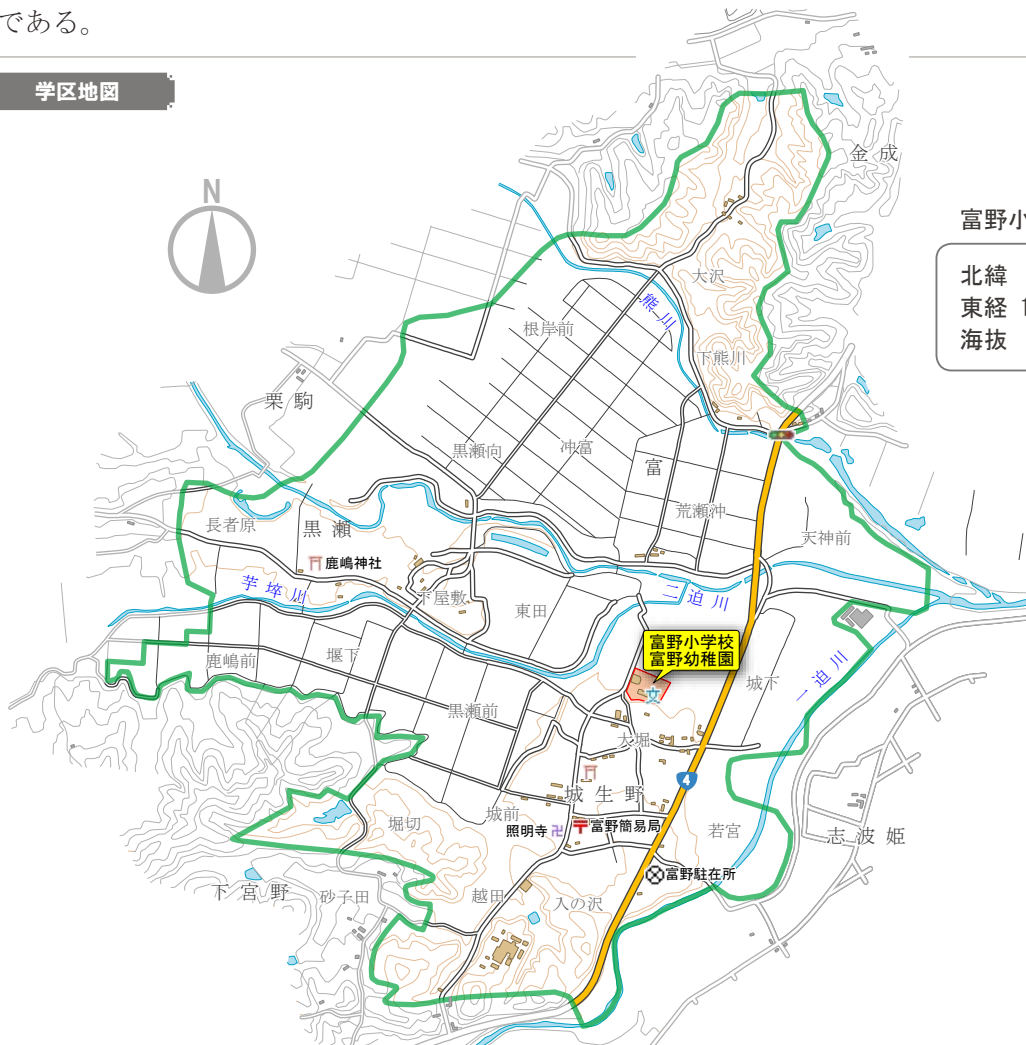 である。
学区地図
N
金成
富野小
北緯
東経 1
海抜
大沢
熊川
根岸前
下熊川
栗駒
黒瀬向
沖富
富
荒瀬沖
天神前
長者原
黒瀬
鹿嶋神社
芋埣川
下屋敷
東田
二迫川
富野小学校
富野幼稚園
文
城下
一迫川
鹿嶋前
堰下
黒瀬前
大堀
4
城生野
城前
堀切
照明寺
富野簡易局
若宮
志波姫
富野駐在所
下宮野
砂子田
越田
入の沢